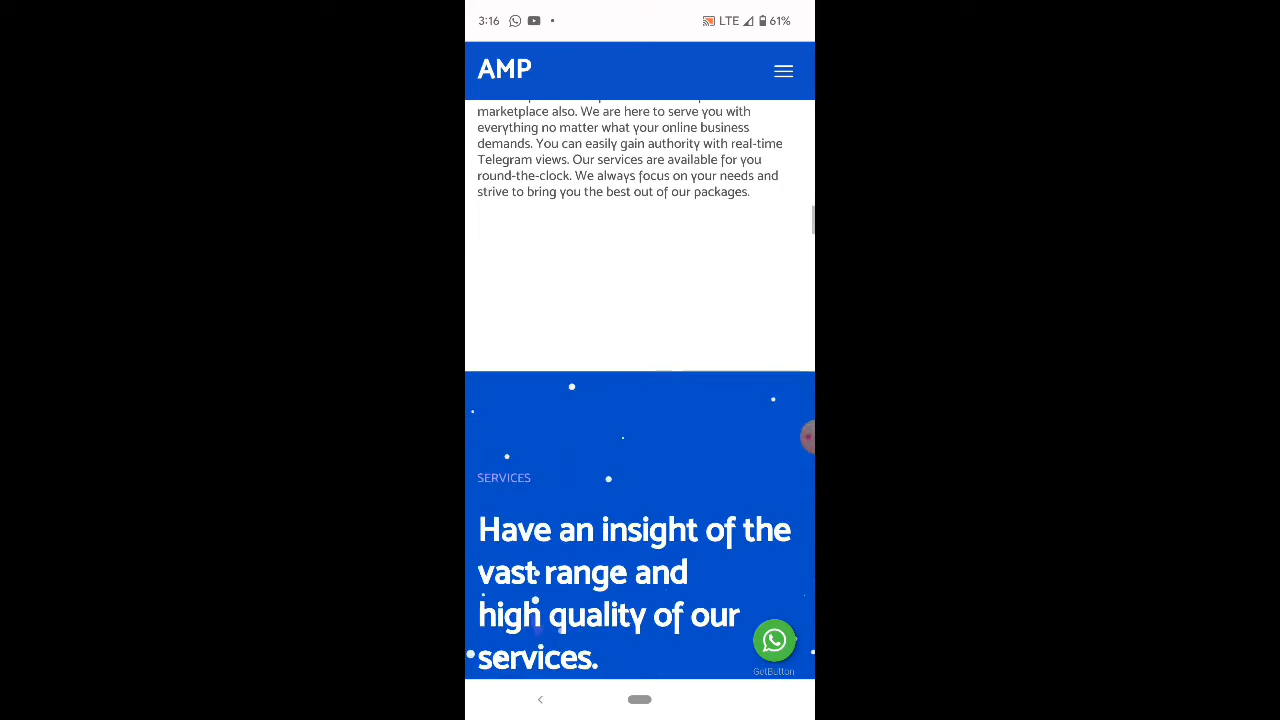 3:16 LTE 61%
AMP
marketplace also. We are here to serve you with
everything no matter what your online business
demands. You can easily gain authority with real-time
Telegram views. Our services are available for you
round-the-clock. We always focus on your needs and
strive to bring you the best out of our packages.
SERVICES
Have an insight of the
vast range and
high quality of our
services.
GetButton